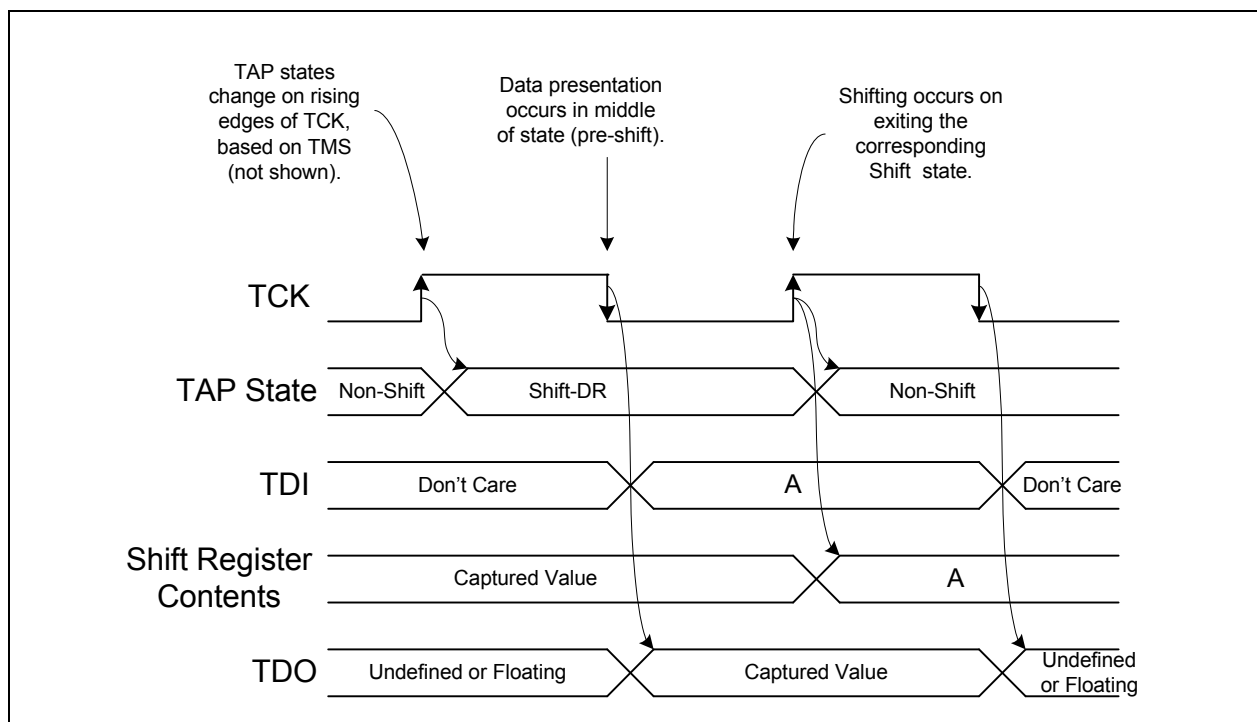 TAP states
change on rising
edges of TCK,
based on TMS
(not shown).
Data presentation
occurs in middle
of state (pre-shift).
Shifting occurs on
exiting the
corresponding
Shift state.
TCK
TAP State
Non-Shift
Shift-DR
Non-Shift
TDI
Don’t Care
A
Don’t Care
Shift Register
Contents
Captured Value
A
TDO
Undefined or Floating
Captured Value
Undefined
or Floating